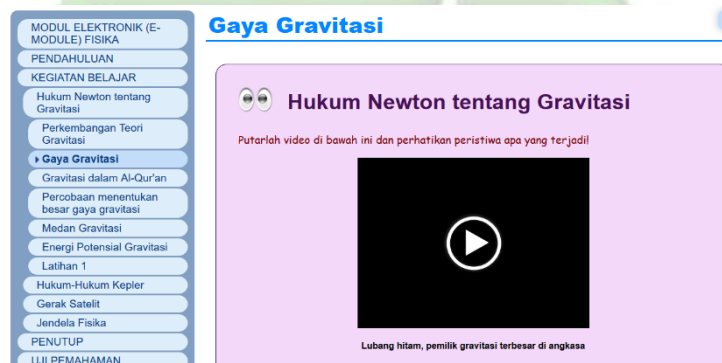 MODUL ELEKTRONIK (E-
MODULE) FISIKA
PENDAHULUAN
KEGIATAN BELAJAR
Hukum Newton tentang
Gravitasi
Perkembangan Teori
Gravitasi
Gaya Gravitasi
Gravitasi dalam Al-Qur'an
Percobaan menentukan
besar gaya gravitasi
Medan Gravitasi
Energi Potensial Gravitasi
Latihan 1
Hukum-Hukum Kepler
Gerak Satelit
Jendela Fisika
PENUTUP
UJI PEMAHAMAN
Gaya Gravitasi
Hukum Newton tentang Gravitasi
Putarlah video di bawah ini dan perhatikan peristiwa apa yang terjadi!
Lubang hitam, pemilik gravitasi terbesar di angkasa